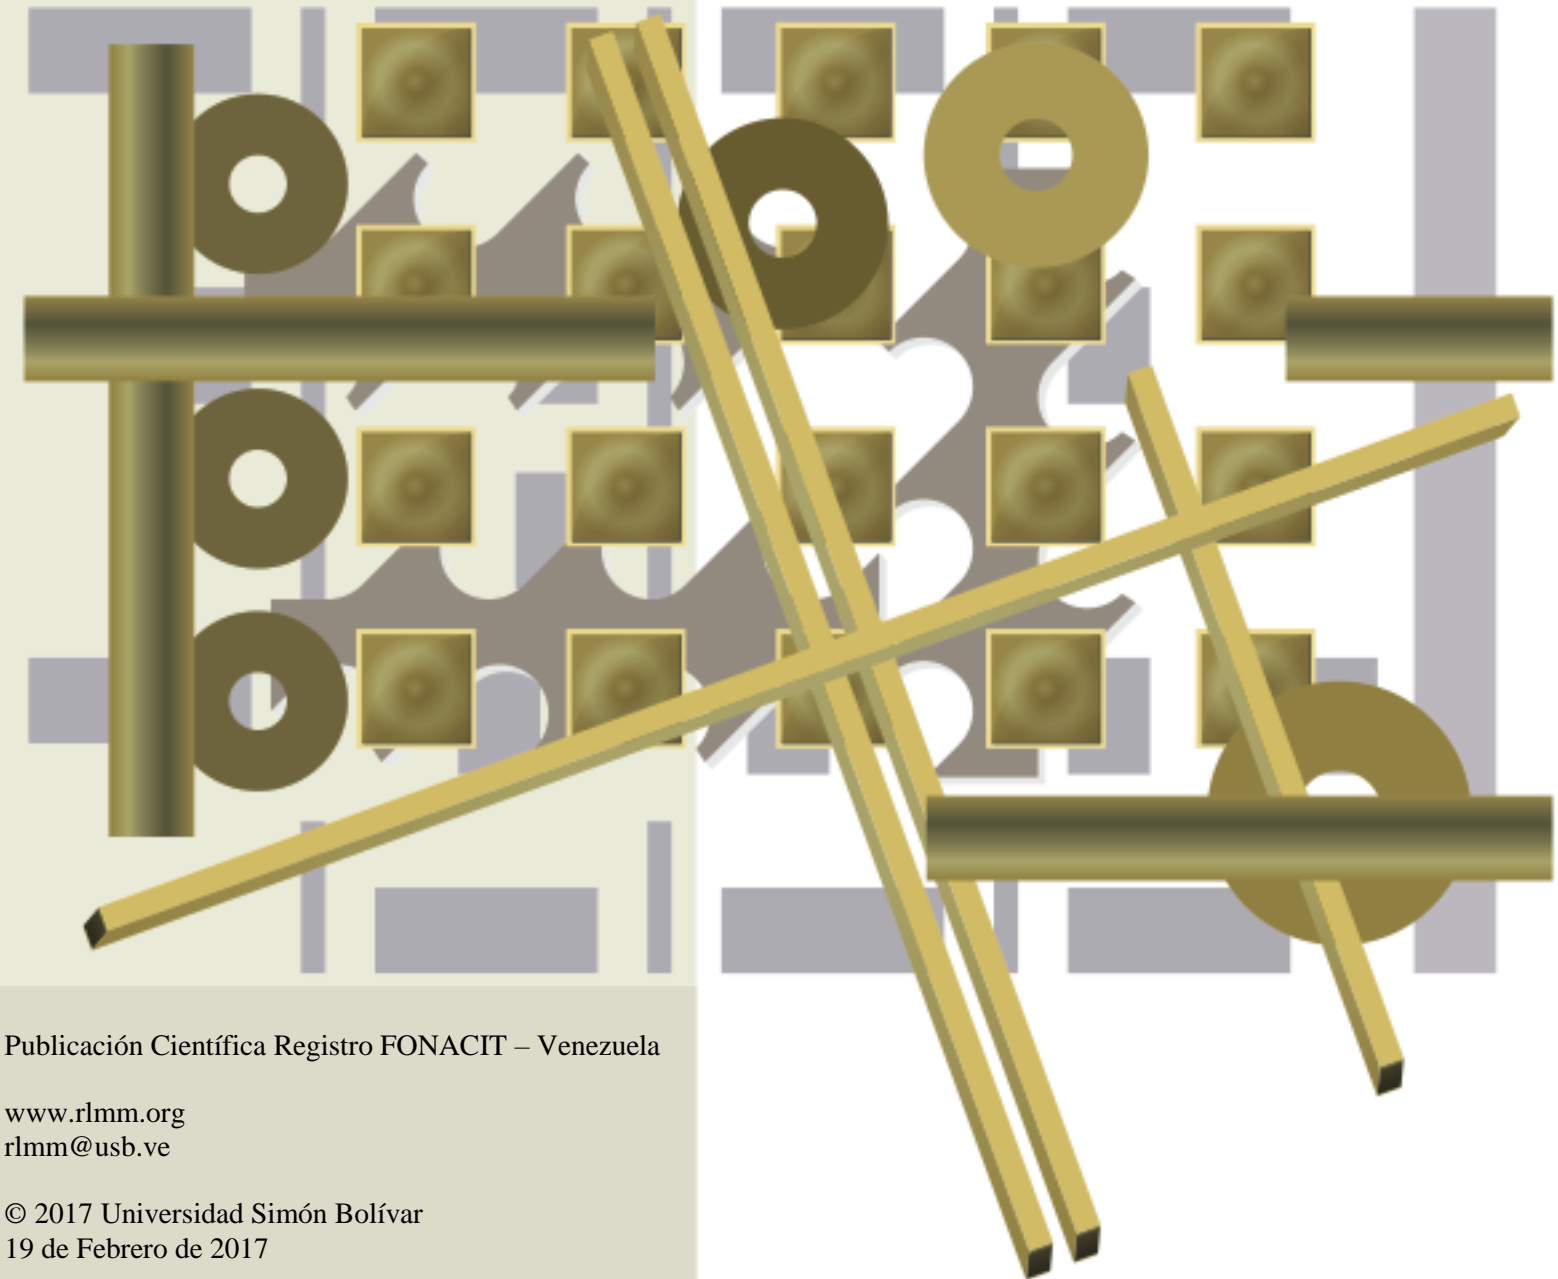 Publicación Científica Registro FONACIT – Venezuela
www.rlmm.org
rlmm@usb.ve
© 2017 Universidad Simón Bolívar
19 de Febrero de 2017